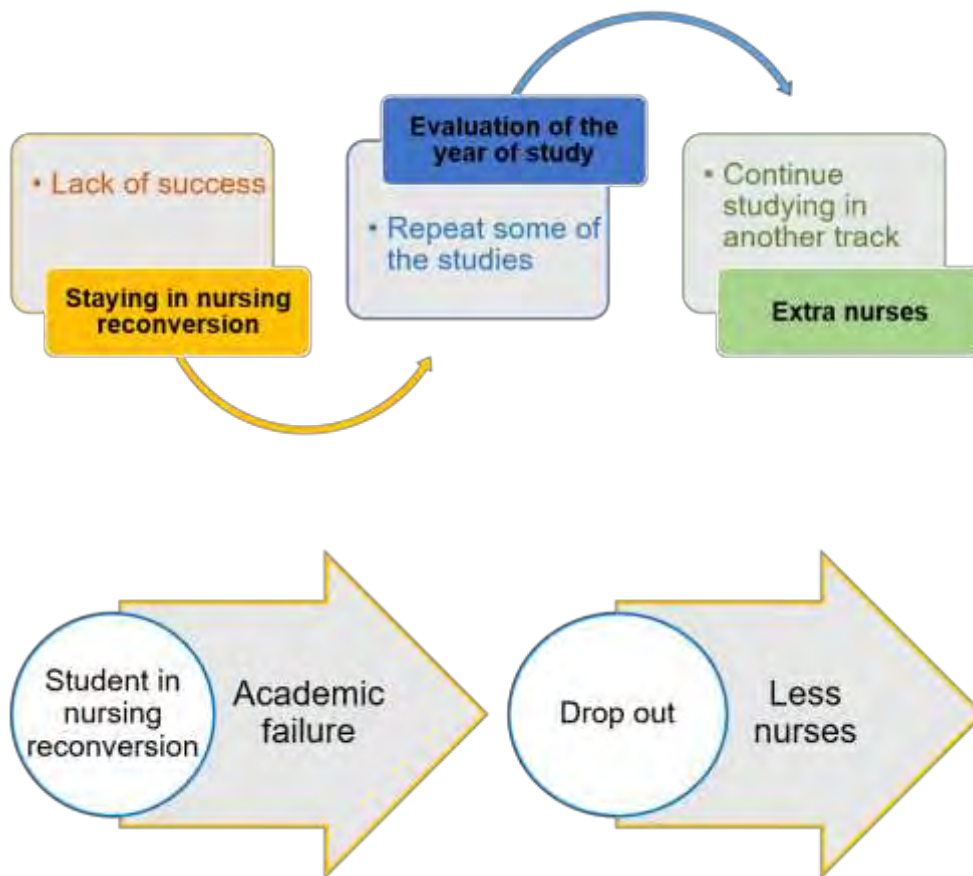 • Lack of success
Staying in nursing
reconversion
Evaluation of the
year of study
• Repeat some of
the studies
• Continue
studying in
another track
Extra nurses
Student in
nursing
reconversion
Academic
failure
Drop out
Less
nurses